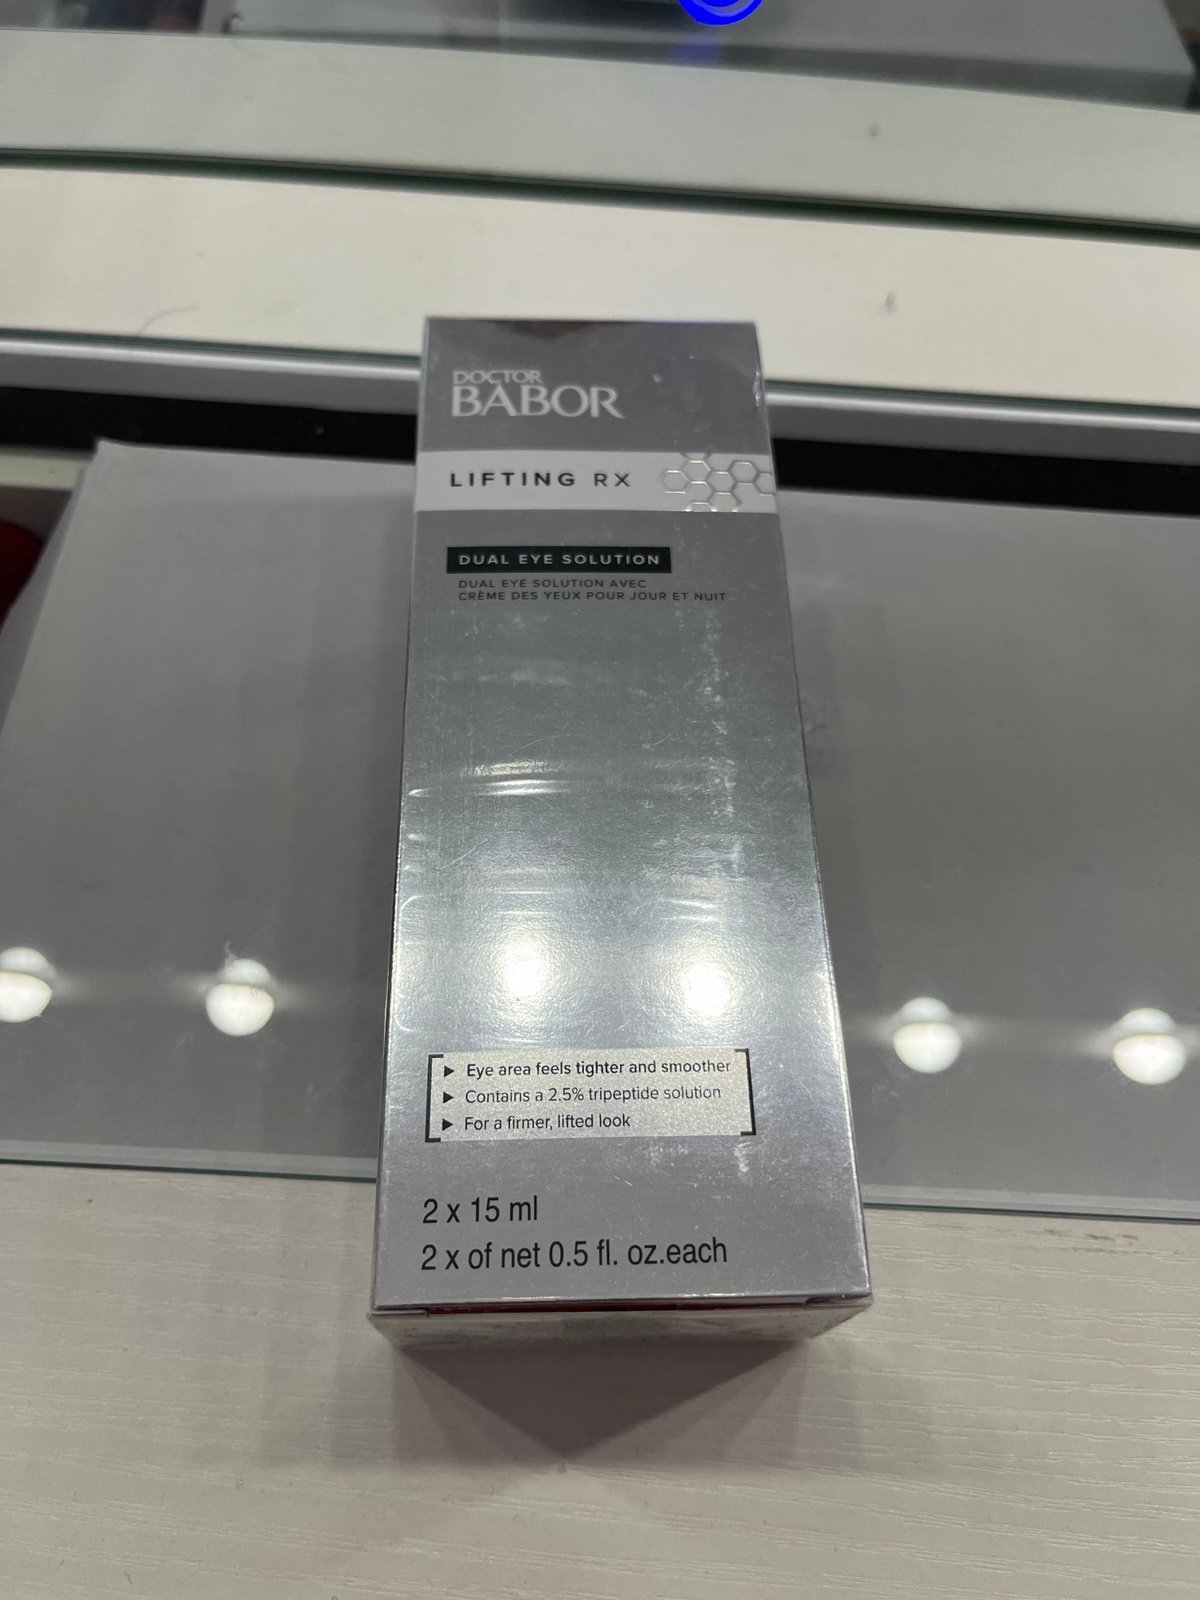 DOCTOR
BABOR
LIFTING RX
DUAL EYE SOLUTION
DUAL EYE SOLUTION AVEC
CRÈME DES YEUX POUR JOUR ET NUIT
► Eye area feels tighter and smoother
► Contains a 2,5% tripeptide solution
► For a firmer, lifted look
2 x 15 ml
2 x of net 0.5 fl. oz.each